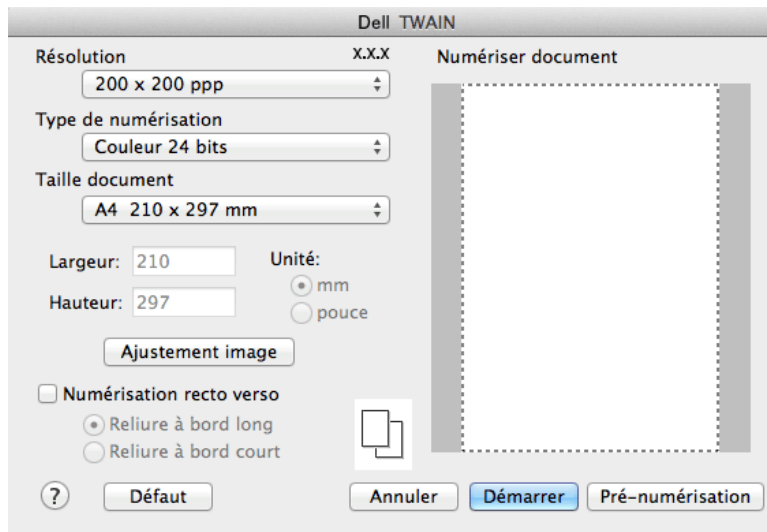 Dell TWAIN
Résolution
X.X.X
200 x 200 ppp
Type de numérisation
Couleur 24 bits
Taille document
A4 210 x 297 mm
Largeur: 210
Hauteur: 297
Unité:
mm
pouce
Ajustement image
Numérisation recto verso
Reliure à bord long
Reliure à bord court
Numériser document
?
Défaut
Annuler
Démarrer
Pré-numérisation